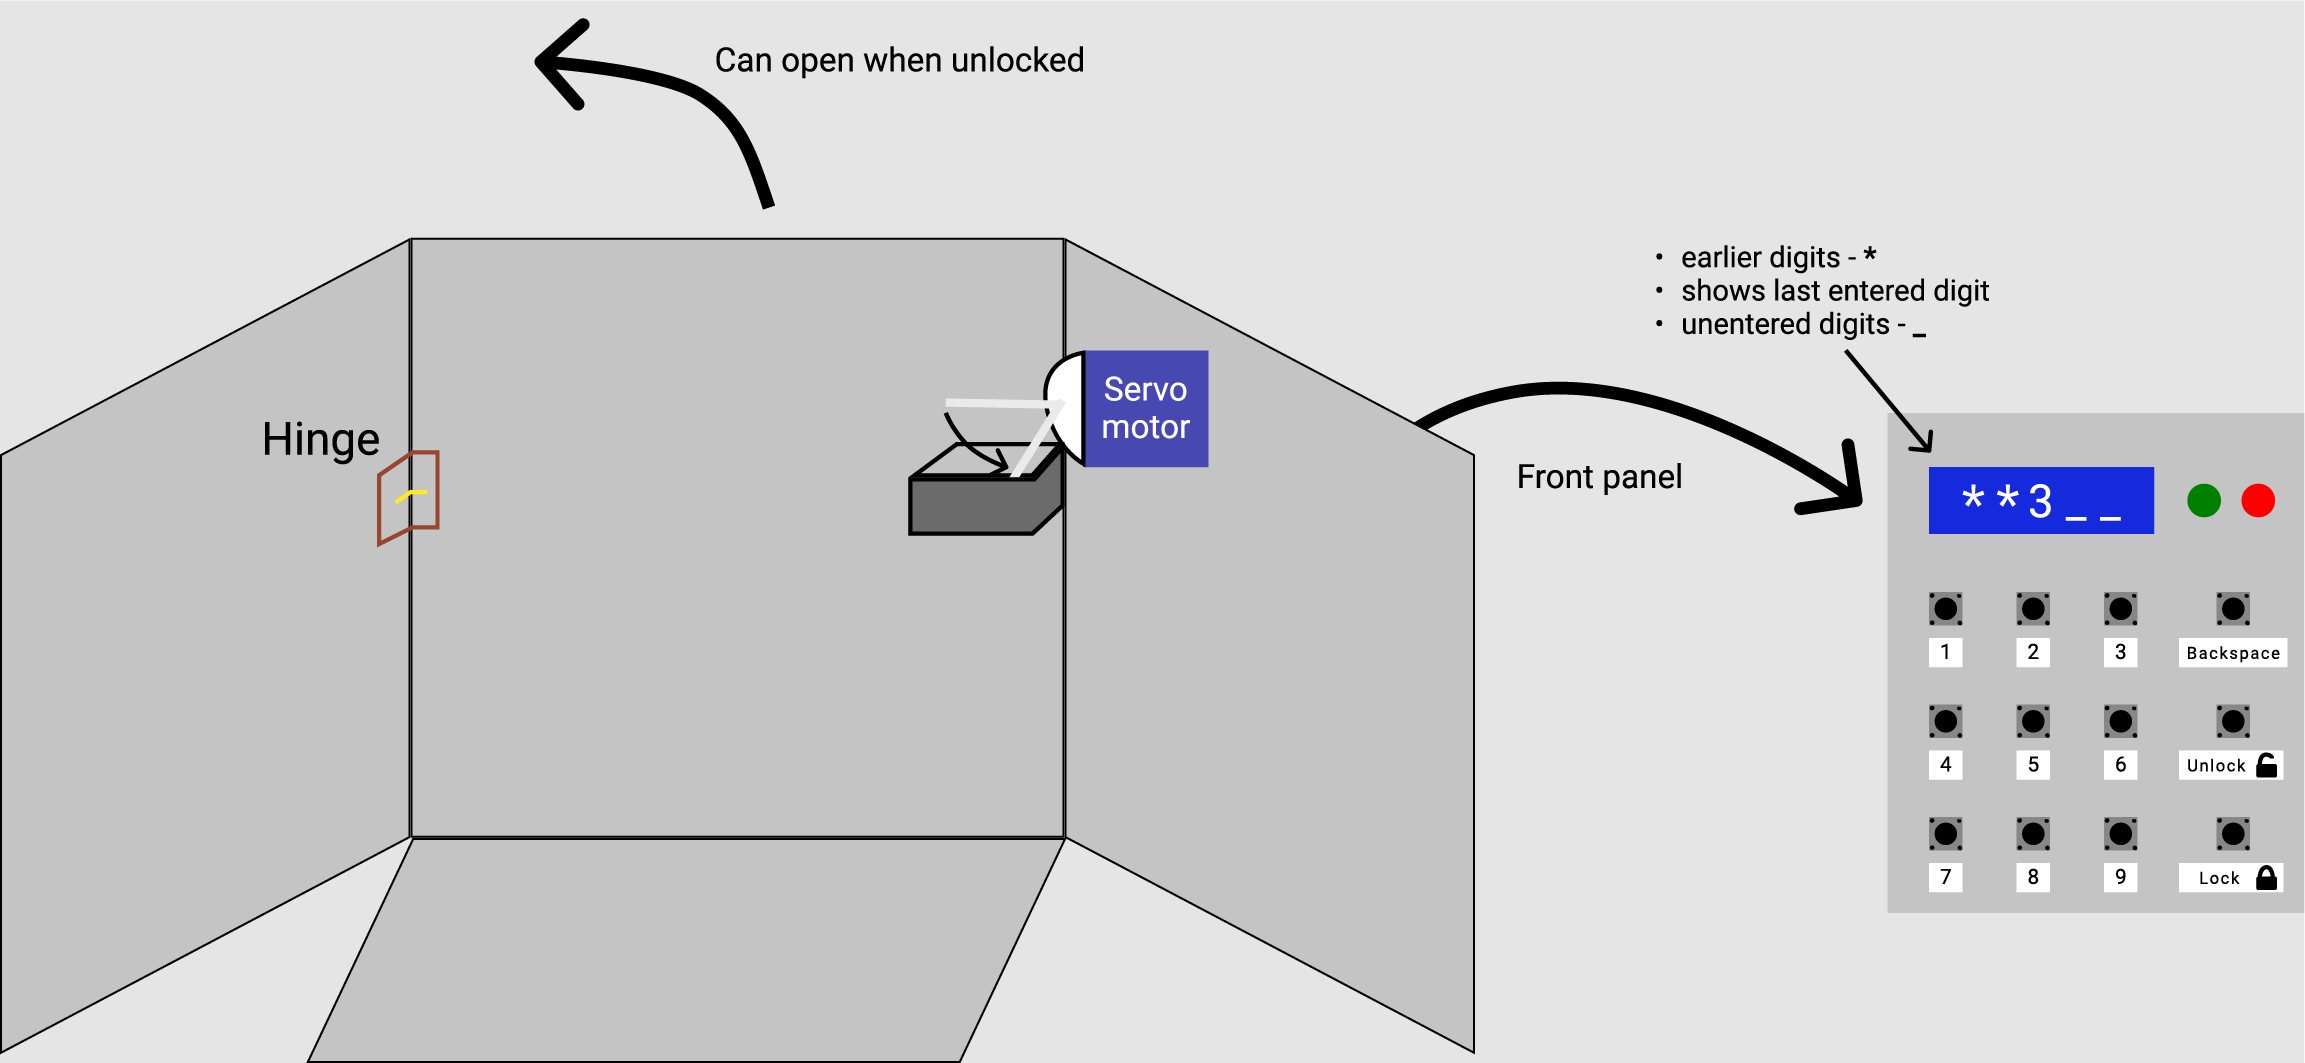 Can open when unlocked
• earlier digits - *
• shows last entered digit
• unentered digits - _
Servo
motor
Hinge
Front panel
**3__
1
2
3
Backspace
4
5
6
Unlock
7
8
9
Lock